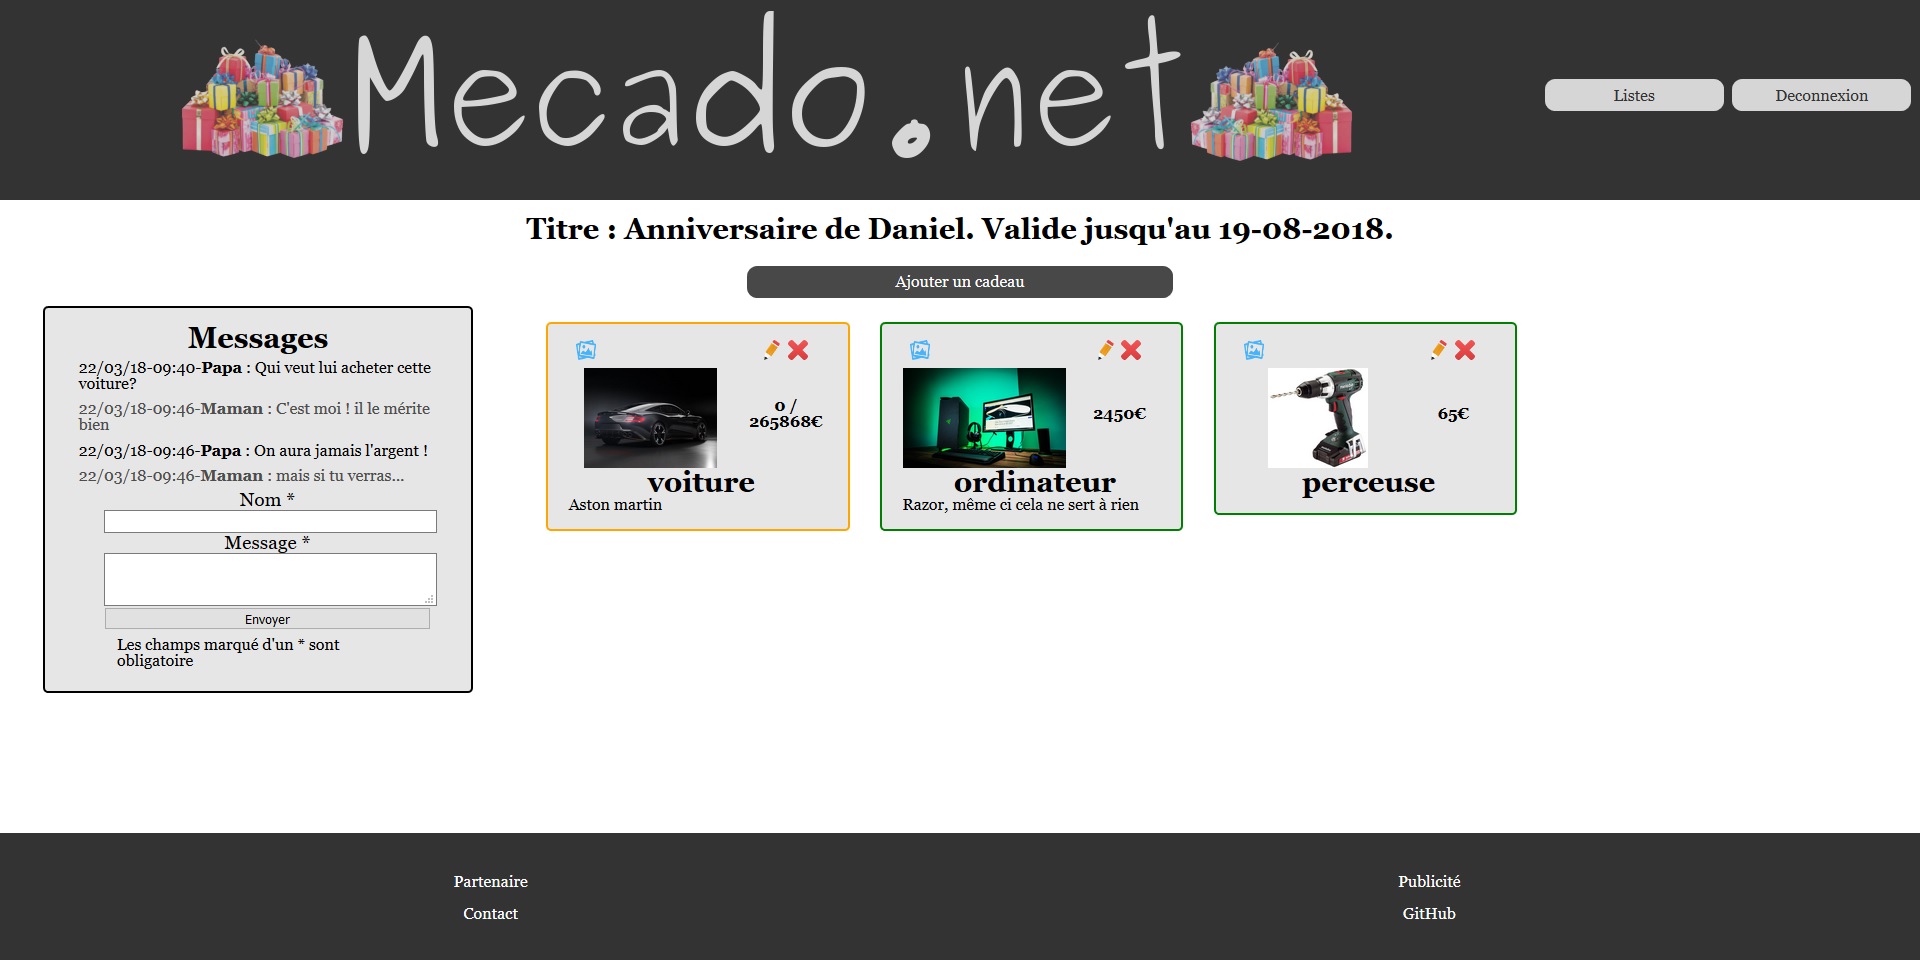 Mecado.net
Listes
Deconnexion
Titre : Anniversaire de Daniel. Valide jusqu'au 19-08-2018.
Ajouter un cadeau
Messages
22/03/18-09:40-Papa : Qui veut lui acheter cette
voiture?
22/03/18-09:46-Maman : C'est moi ! il le mérite
bien
22/03/18-09:46-Papa : On aura jamais l'argent !
22/03/18-09:46-Maman : mais si tu verras...
Nom *
Message *
Envoyer
Les champs marqué d'un * sont
obligatoire
0 /
265868€
voiture
Aston martin
2450€
ordinateur
Razor, même ci cela ne sert à rien
65€
perceuse
Partenaire
Contact
Publicité
GitHub